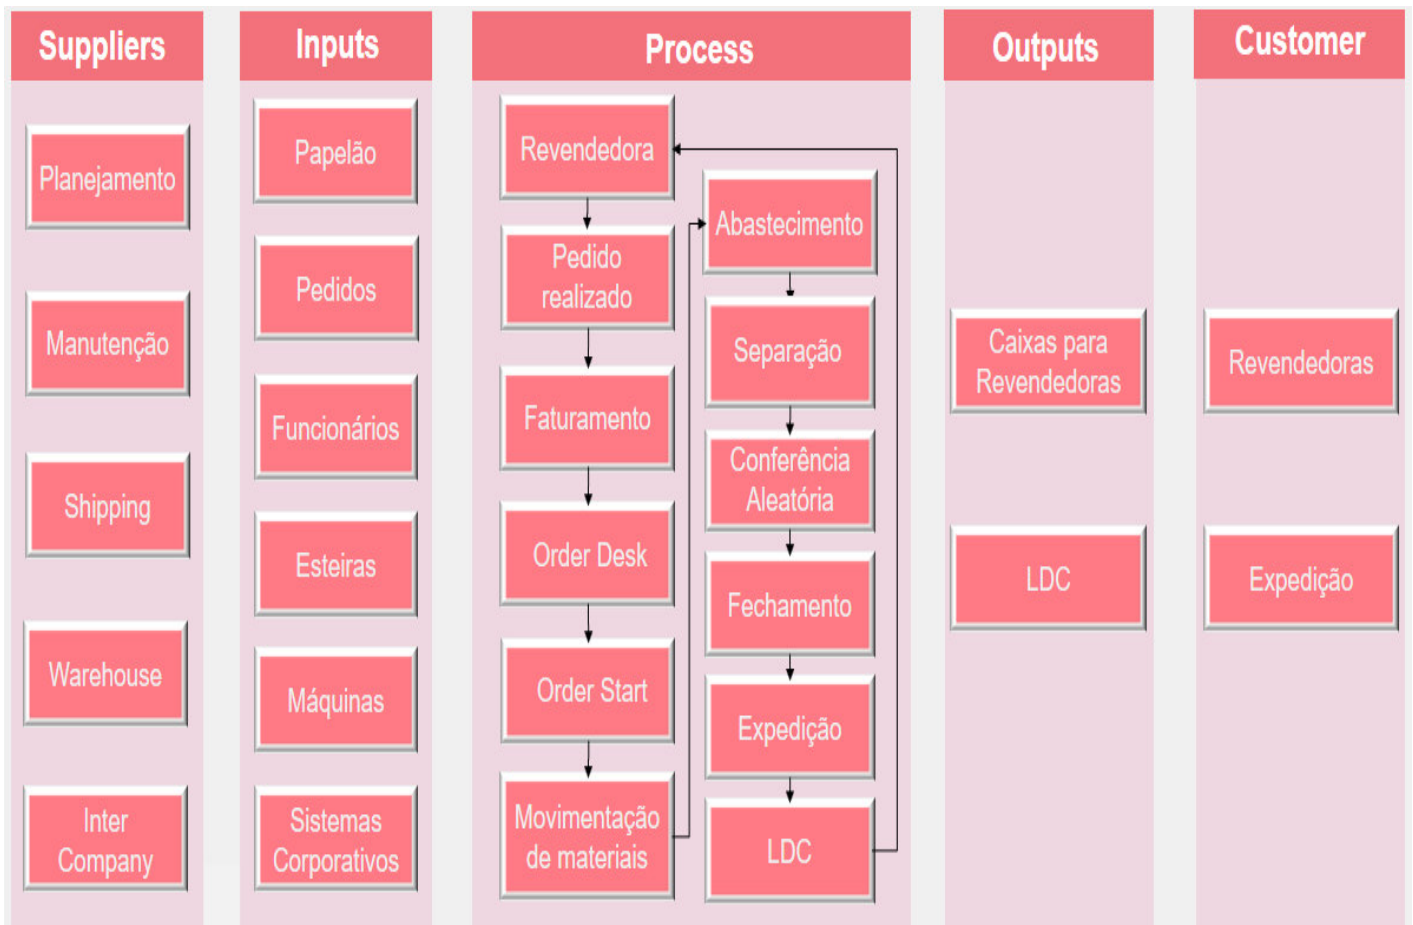 Suppliers
Planejamento
Manutenção
Shipping
Warehouse
Inter
Company
Inputs
Papelão
Pedidos
Funcionários
Esteiras
Máquinas
Sistemas
Corporativos
Process
Revendedora
Pedido
realizado
Faturamento
Order Desk
Order Start
Movimentação
de materiais
Abastecimento
Separação
Conferência
Aleatória
Fechamento
Expedição
LDC
Outputs
Caixas para
Revendedoras
LDC
Customer
Revendedoras
Expedição